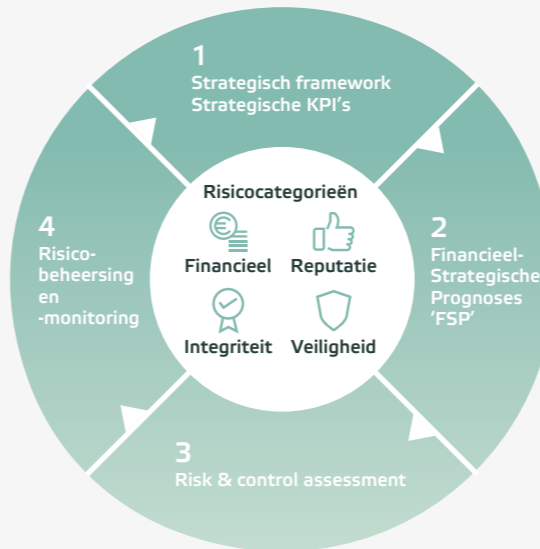 1
Strategisch framework
Strategische KPI's
Risicocategorieën
Financieel
Reputatie
Integriteit
Veiligheid
2
Financieel-
Strategische
Prognoses
‘FSP’
3
Risk & control assessment
4
Risico-
beheersing
en
-monitoring